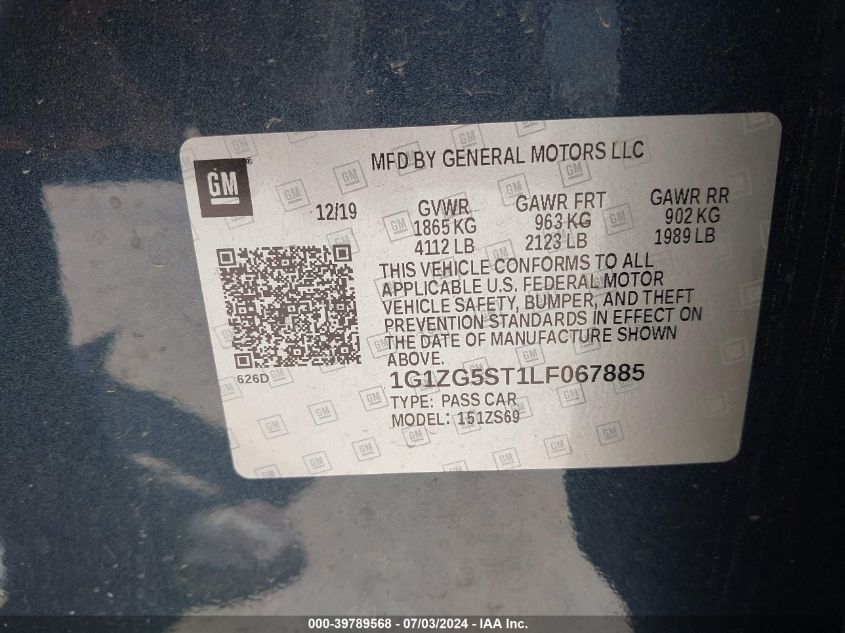 MFD BY GENERAL MOTORS LLC
GM
®
12/19
GVWR
1865 KG
4112 LB
GAWR FRT
963 KG
2123 LB
GAWR RR
902 KG
1989 LB
THIS VEHICLE CONFORMS TO ALL
APPLICABLE U.S. FEDERAL MOTOR
VEHICLE SAFETY, BUMPER, AND THEFT
PREVENTION STANDARDS IN EFFECT ON
THE DATE OF MANUFACTURE SHOWN
ABOVE.
626D
1G1ZG5ST1LF067885
TYPE: PASS CAR
MODEL: 151ZS69
000-39789568 - 07/03/2024 - IAA Inc.